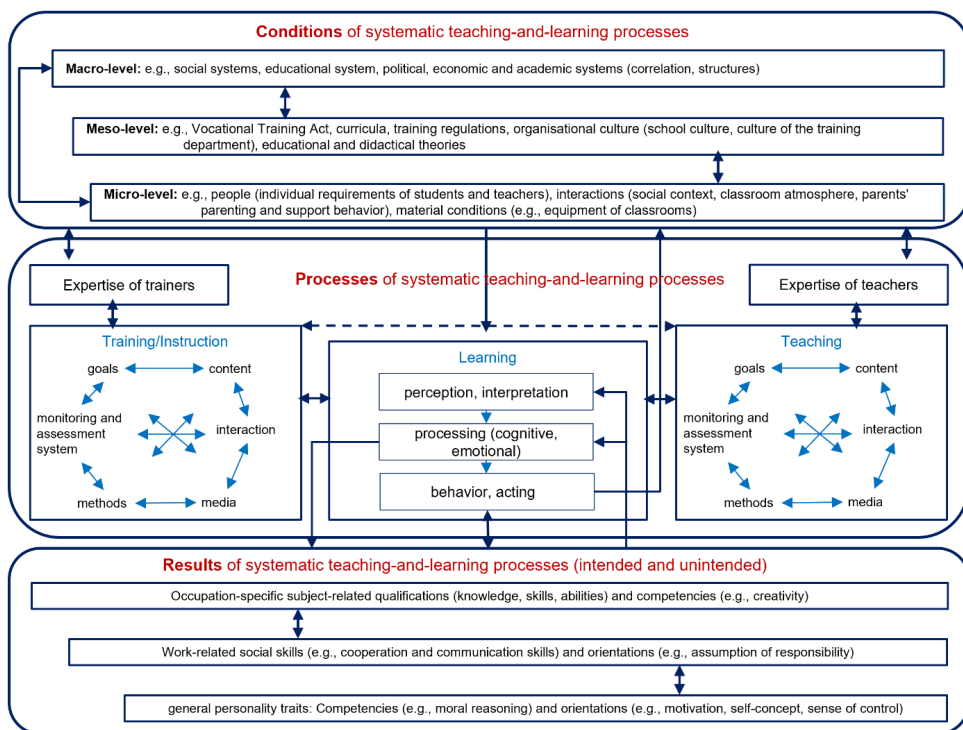 Conditions of systematic teaching-and-learning processes
Macro-level: e.g., social systems, educational system, political, economic and academic systems (correlation, structures)
Meso-level: e.g., Vocational Training Act, curricula, training regulations, organisational culture (school culture, culture of the training
department), educational and didactical theories
Micro-level: e.g., people (individual requirements of students and teachers), interactions (social context, classroom atmosphere, parents'
parenting and support behavior), material conditions (e.g., equipment of classrooms)
Processes of systematic teaching-and-learning processes
Expertise of trainers
Expertise of teachers
Training/Instruction
goals
content
monitoring and
assessment
system
interaction
methods
media
Learning
perception, interpretation
processing (cognitive,
emotional)
behavior, acting
Teaching
goals
content
monitoring and
assessment
system
interaction
methods
media
Results of systematic teaching-and-learning processes (intended and unintended)
Occupation-specific subject-related qualifications (knowledge, skills, abilities) and competencies (e.g., creativity)
Work-related social skills (e.g., cooperation and communication skills) and orientations (e.g., assumption of responsibility)
general personality traits: Competencies (e.g., moral reasoning) and orientations (e.g., motivation, self-concept, sense of control)